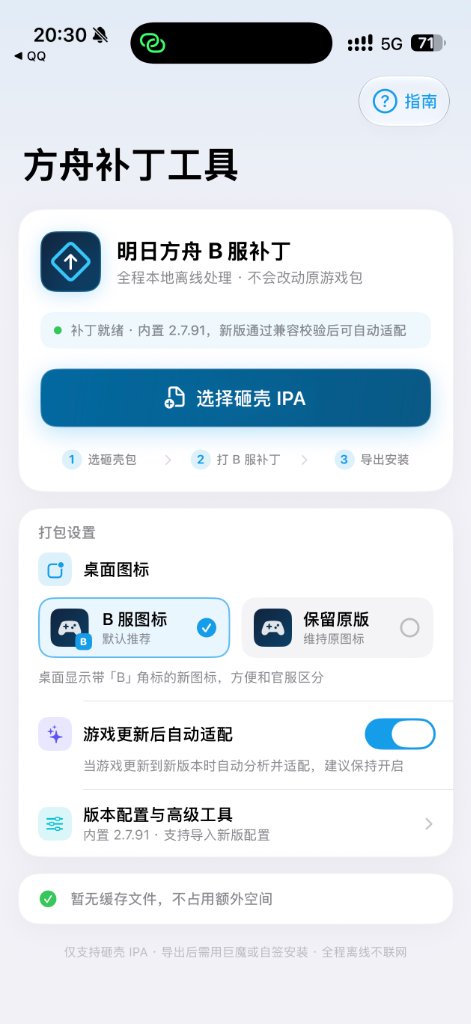 20:30
5G 71
◀ QQ
指南
方舟补丁工具
明日方舟 B 服补丁
全程本地离线处理 · 不会改动原游戏包
补丁就绪 · 内置 2.7.91，新版通过兼容校验后可自动适配
选择砸壳 IPA
1 选砸壳包
2 打 B 服补丁
3 导出安装
打包设置
桌面图标
B 服图标
默认推荐
B
保留原版
维持原图标
桌面显示带「B」角标的新图标，方便和官服区分
游戏更新后自动适配
当游戏更新到新版本时自动分析并适配，建议保持开启
版本配置与高级工具
内置 2.7.91 · 支持导入新版配置
暂无缓存文件，不占用额外空间
仅支持砸壳 IPA · 导出后需用巨魔或自签安装 · 全程离线不联网